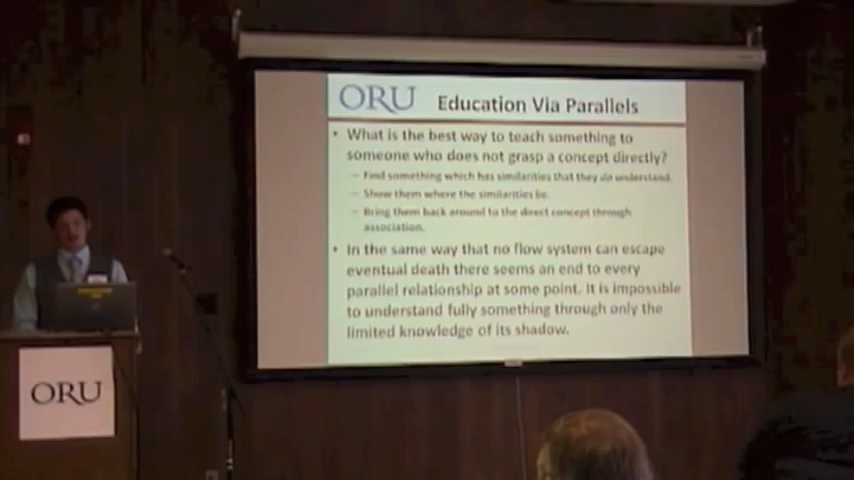 ORU Education Via Parallels
• What is the best way to teach something to
someone who does not grasp a concept directly?
– Find something which has similarities that they do understand.
– Show them where the similarities lie.
– Bring them back around to the direct concept through
association.
• In the same way that no flow system can escape
eventual death there seems an end to every
parallel relationship at some point. It is impossible
to understand fully something through only the
limited knowledge of its shadow.
ORU